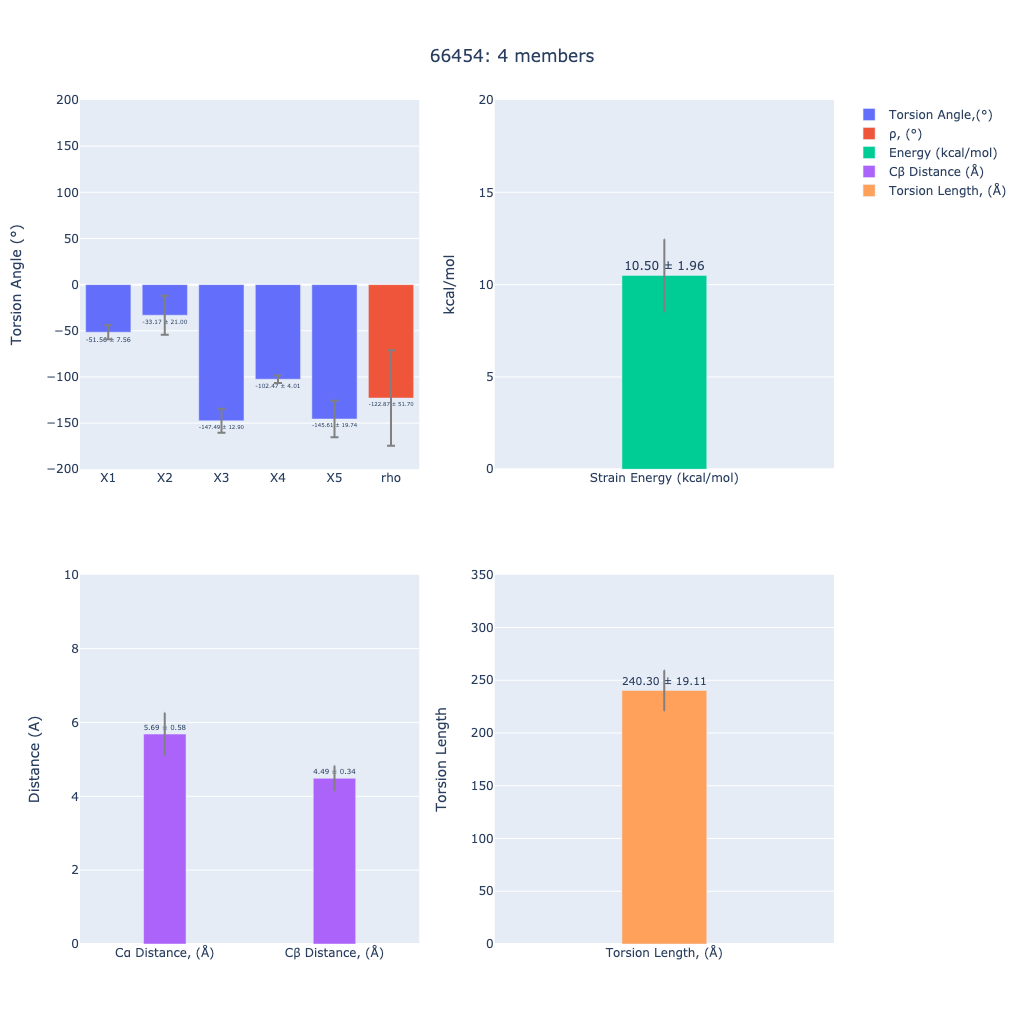 66454: 4 members
Torsion Angle (°)
200
150
100
50
0
−50
−100
−150
−200
-51.56 ± 7.56
-33.17 ± 21.00
-147.49 ± 12.90
-102.47 ± 4.01
-145.61 ± 19.74
-122.87 ± 51.70
X1 X2 X3 X4 X5 rho
kcal/mol
20
15
10
5
0
10.50 ± 1.96
Strain Energy (kcal/mol)
Torsion Angle,(°)
ρ, (°)
Energy (kcal/mol)
Cβ Distance (Å)
Torsion Length, (Å)
Distance (A)
10
8
6
4
2
0
5.69 ± 0.58
4.49 ± 0.34
Cα Distance, (Å) Cβ Distance, (Å)
Torsion Length
350
300
250
200
150
100
50
0
240.30 ± 19.11
Torsion Length, (Å)